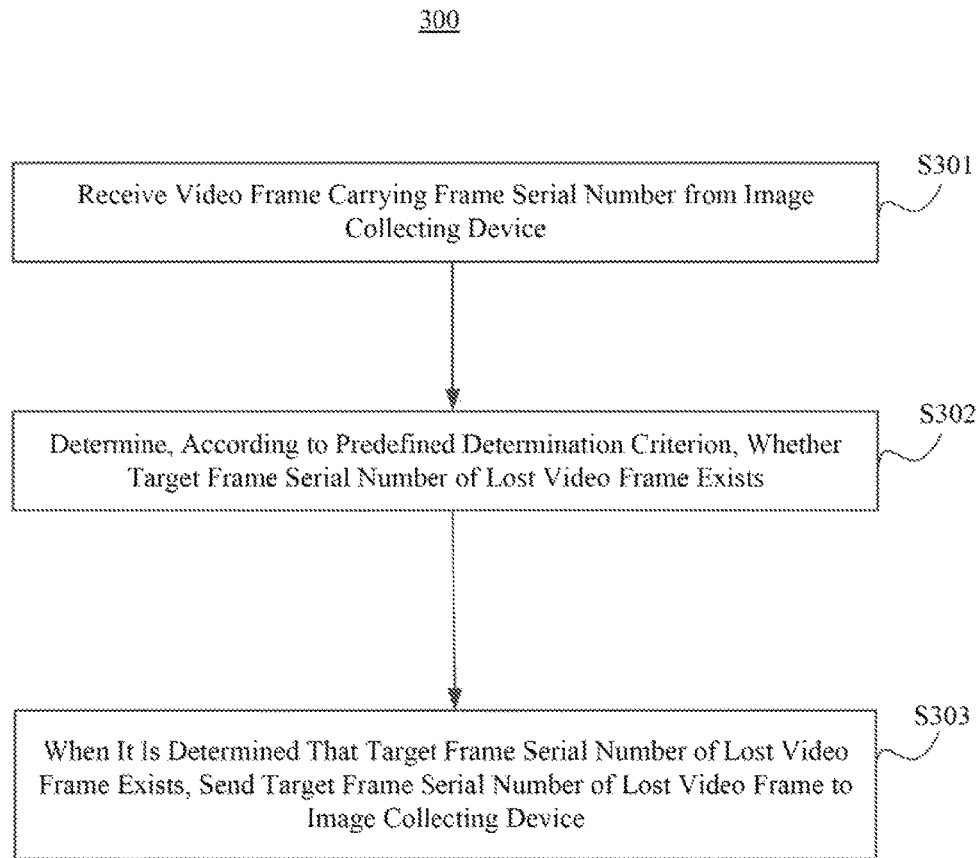 300
S301
Receive Video Frame Carrying Frame Serial Number from Image
Collecting Device
S302
Determine, According to Predefined Determination Criterion, Whether
Target Frame Serial Number of Lost Video Frame Exists
S303
When It Is Determined That Target Frame Serial Number of Lost Video
Frame Exists, Send Target Frame Serial Number of Lost Video Frame to
Image Collecting Device